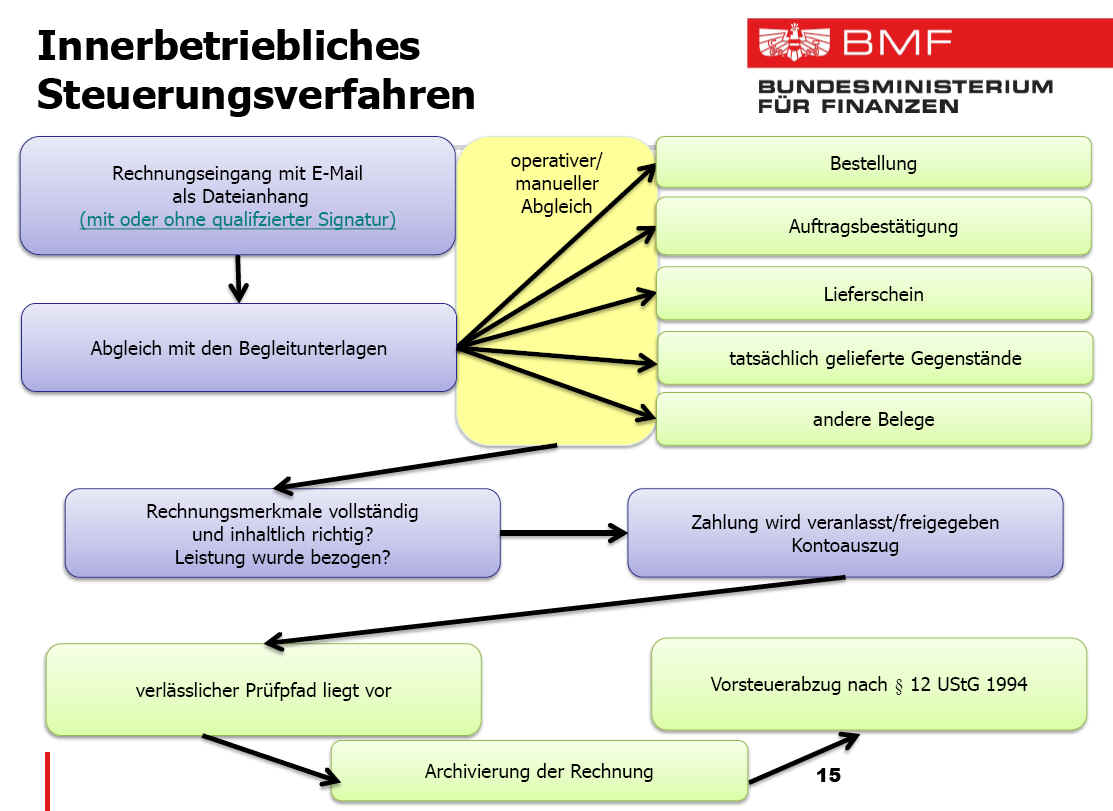 Innerbetriebliches
Steuerungsverfahren
BMF
BUNDESMINISTERIUM
FÜR FINANZEN
Rechnungseingang mit E-Mail
als Dateianhang
(mit oder ohne qualifzierter Signatur)
operativer/
manueller
Abgleich
Bestellung
Auftragsbestätigung
Lieferschein
Abgleich mit den Begleitunterlagen
tatsächlich gelieferte Gegenstände
andere Belege
Rechnungsmerkmale vollständig
und inhaltlich richtig?
Leistung wurde bezogen?
Zahlung wird veranlasst/freigegeben
Kontoauszug
verlässlicher Prüfpfad liegt vor
Vorsteuerabzug nach § 12 UStG 1994
Archivierung der Rechnung
15